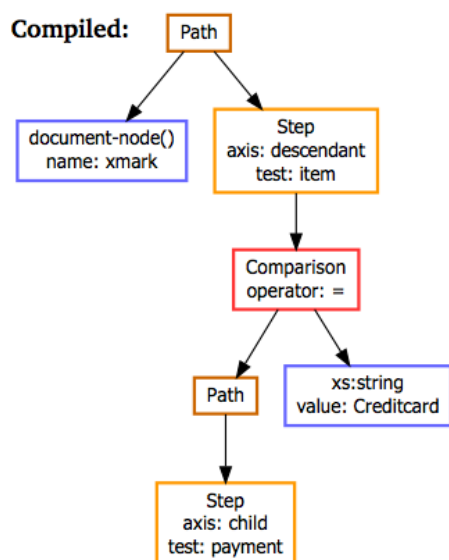 Compiled:
Path
document-node()
name: xmark
Step
axis: descendant
test: item
Comparison
operator: =
Path
xs:string
value: Creditcard
Step
axis: child
test: payment